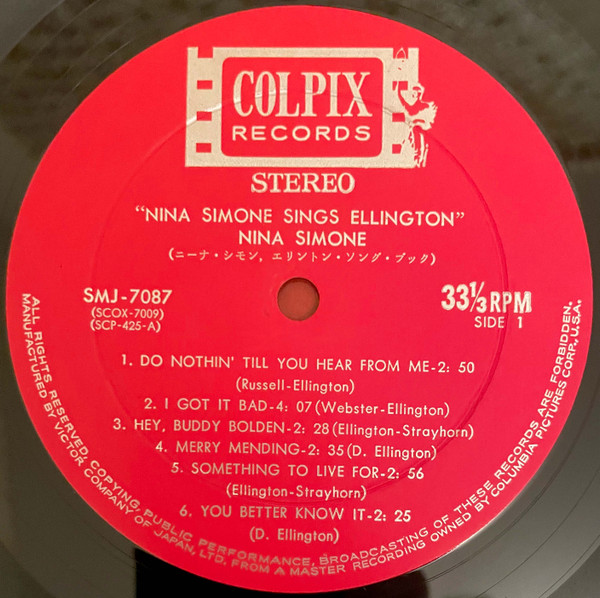 COLPIX
RECORDS
STEREO
"NINA SIMONE SINGS ELLINGTON"
NINA SIMONE
(ニーナ・シモン, エリントン・ソング・ブック)
SMJ-7087
(SCOX-7009)
(SCP-425-A)
33⅓ RPM
SIDE 1
1. DO NOTHIN' TILL YOU HEAR FROM ME-2: 50
(Russell-Ellington)
2. I GOT IT BAD-4: 07 (Webster-Ellington)
3. HEY, BUDDY BOLDEN-2: 28 (Ellington-Strayhorn)
4. MERRY MENDING-2: 35 (D. Ellington)
5. SOMETHING TO LIVE FOR-2: 56
(Ellington-Strayhorn)
6. YOU BETTER KNOW IT-2: 25
(D. Ellington)
ALL RIGHTS RESERVED, COPYING, PUBLIC PERFORMANCE, BROADCASTING OF THESE RECORDS ARE FORBIDDEN.
MANUFACTURED BY VICTOR COMPANY OF JAPAN, LTD, FROM A MASTER RECORDING OWNED BY COLUMBIA PICTURES CORP., U.S.A.